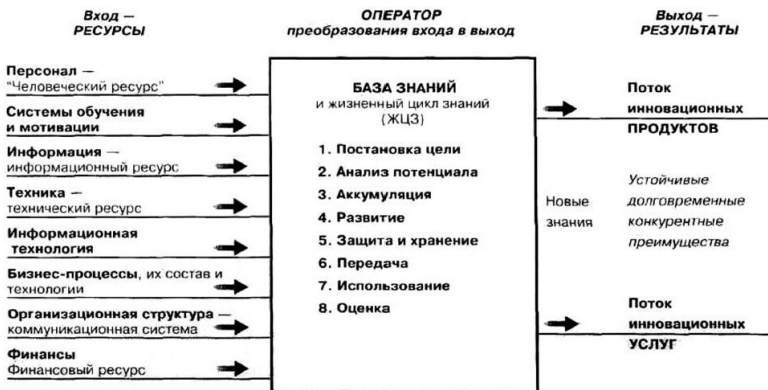 Вход —
РЕСУРСЫ
ОПЕРАТОР
преобразования входа в выход
Выход —
РЕЗУЛЬТАТЫ
Персонал —
"Человеческий ресурс"
Системы обучения
и мотивации
Информация —
информационный ресурс
Техника —
технический ресурс
Информационная
технология
Бизнес-процессы, их состав и
технологии
Организационная структура —
коммуникационная система
Финансы
Финансовый ресурс
БАЗА ЗНАНИЙ
и жизненный цикл знаний
(ЖЦЗ)
1. Постановка цели
2. Анализ потенциала
3. Аккумуляция
4. Развитие
5. Защита и хранение
6. Передача
7. Использование
8. Оценка
Новые
знания
Поток
инновационных
ПРОДУКТОВ
Устойчивые
долговременные
конкурентные
преимущества
Поток
инновационных
УСЛУГ